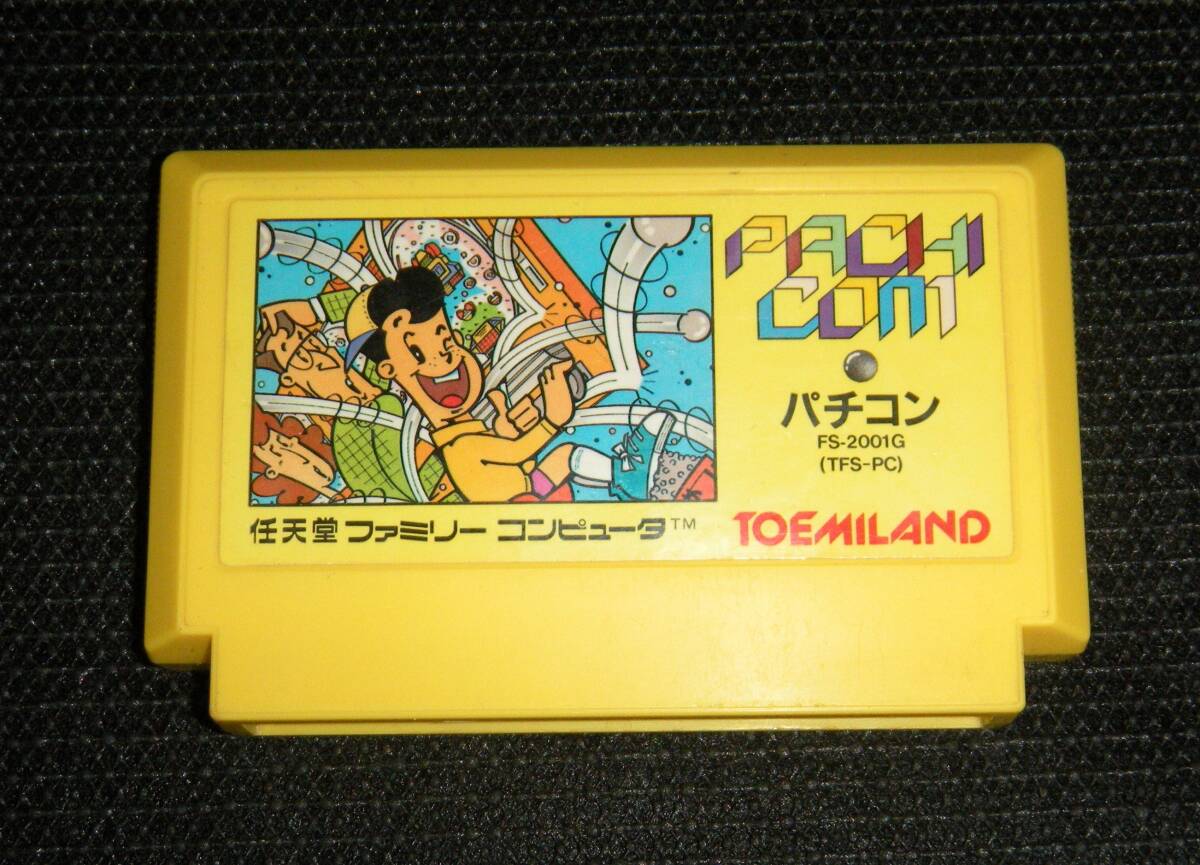 PACHI
COM
パチコン
FS-2001G
(TFS-PC)
任天堂 ファミリー コンピュータ™
TOEMILAND